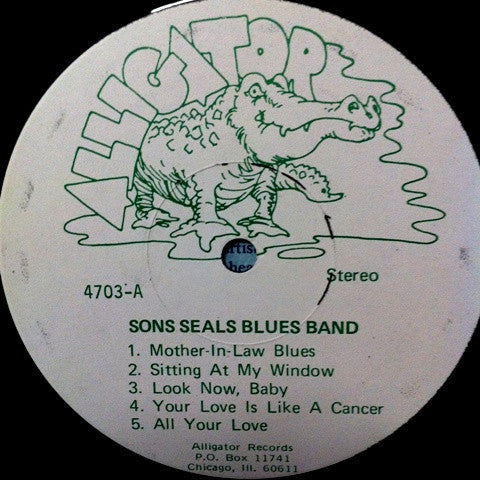 ALLIGATOR
4703-A
Stereo
SONS SEALS BLUES BAND
1. Mother-In-Law Blues
2. Sitting At My Window
3. Look Now, Baby
4. Your Love Is Like A Cancer
5. All Your Love
Alligator Records
P.O. Box 11741
Chicago, Ill. 60611